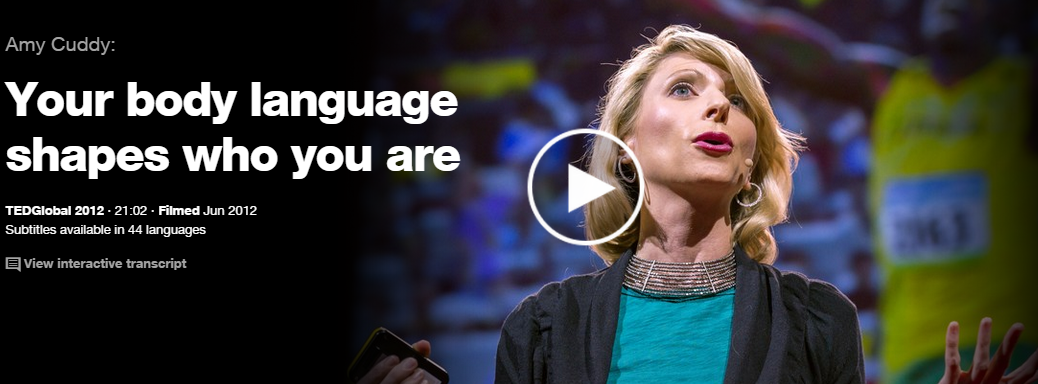 Amy Cuddy:
Your body language
shapes who you are
TEDGlobal 2012 · 21:02 · Filmed Jun 2012
Subtitles available in 44 languages
View interactive transcript